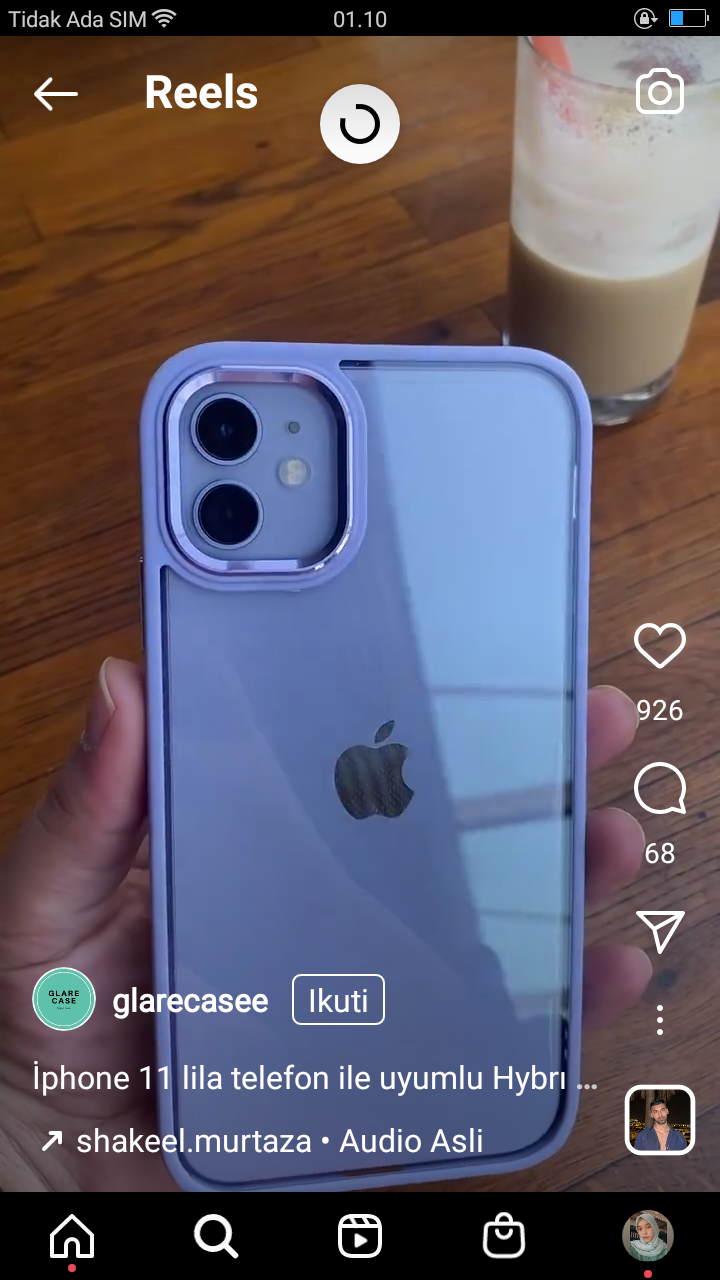 Tidak Ada SIM
01.10
Reels
926
68
GLARE
CASE
glarecasee
Ikuti
İphone 11 lila telefon ile uyumlu Hybrı ...
shakeel.murtaza • Audio Asli